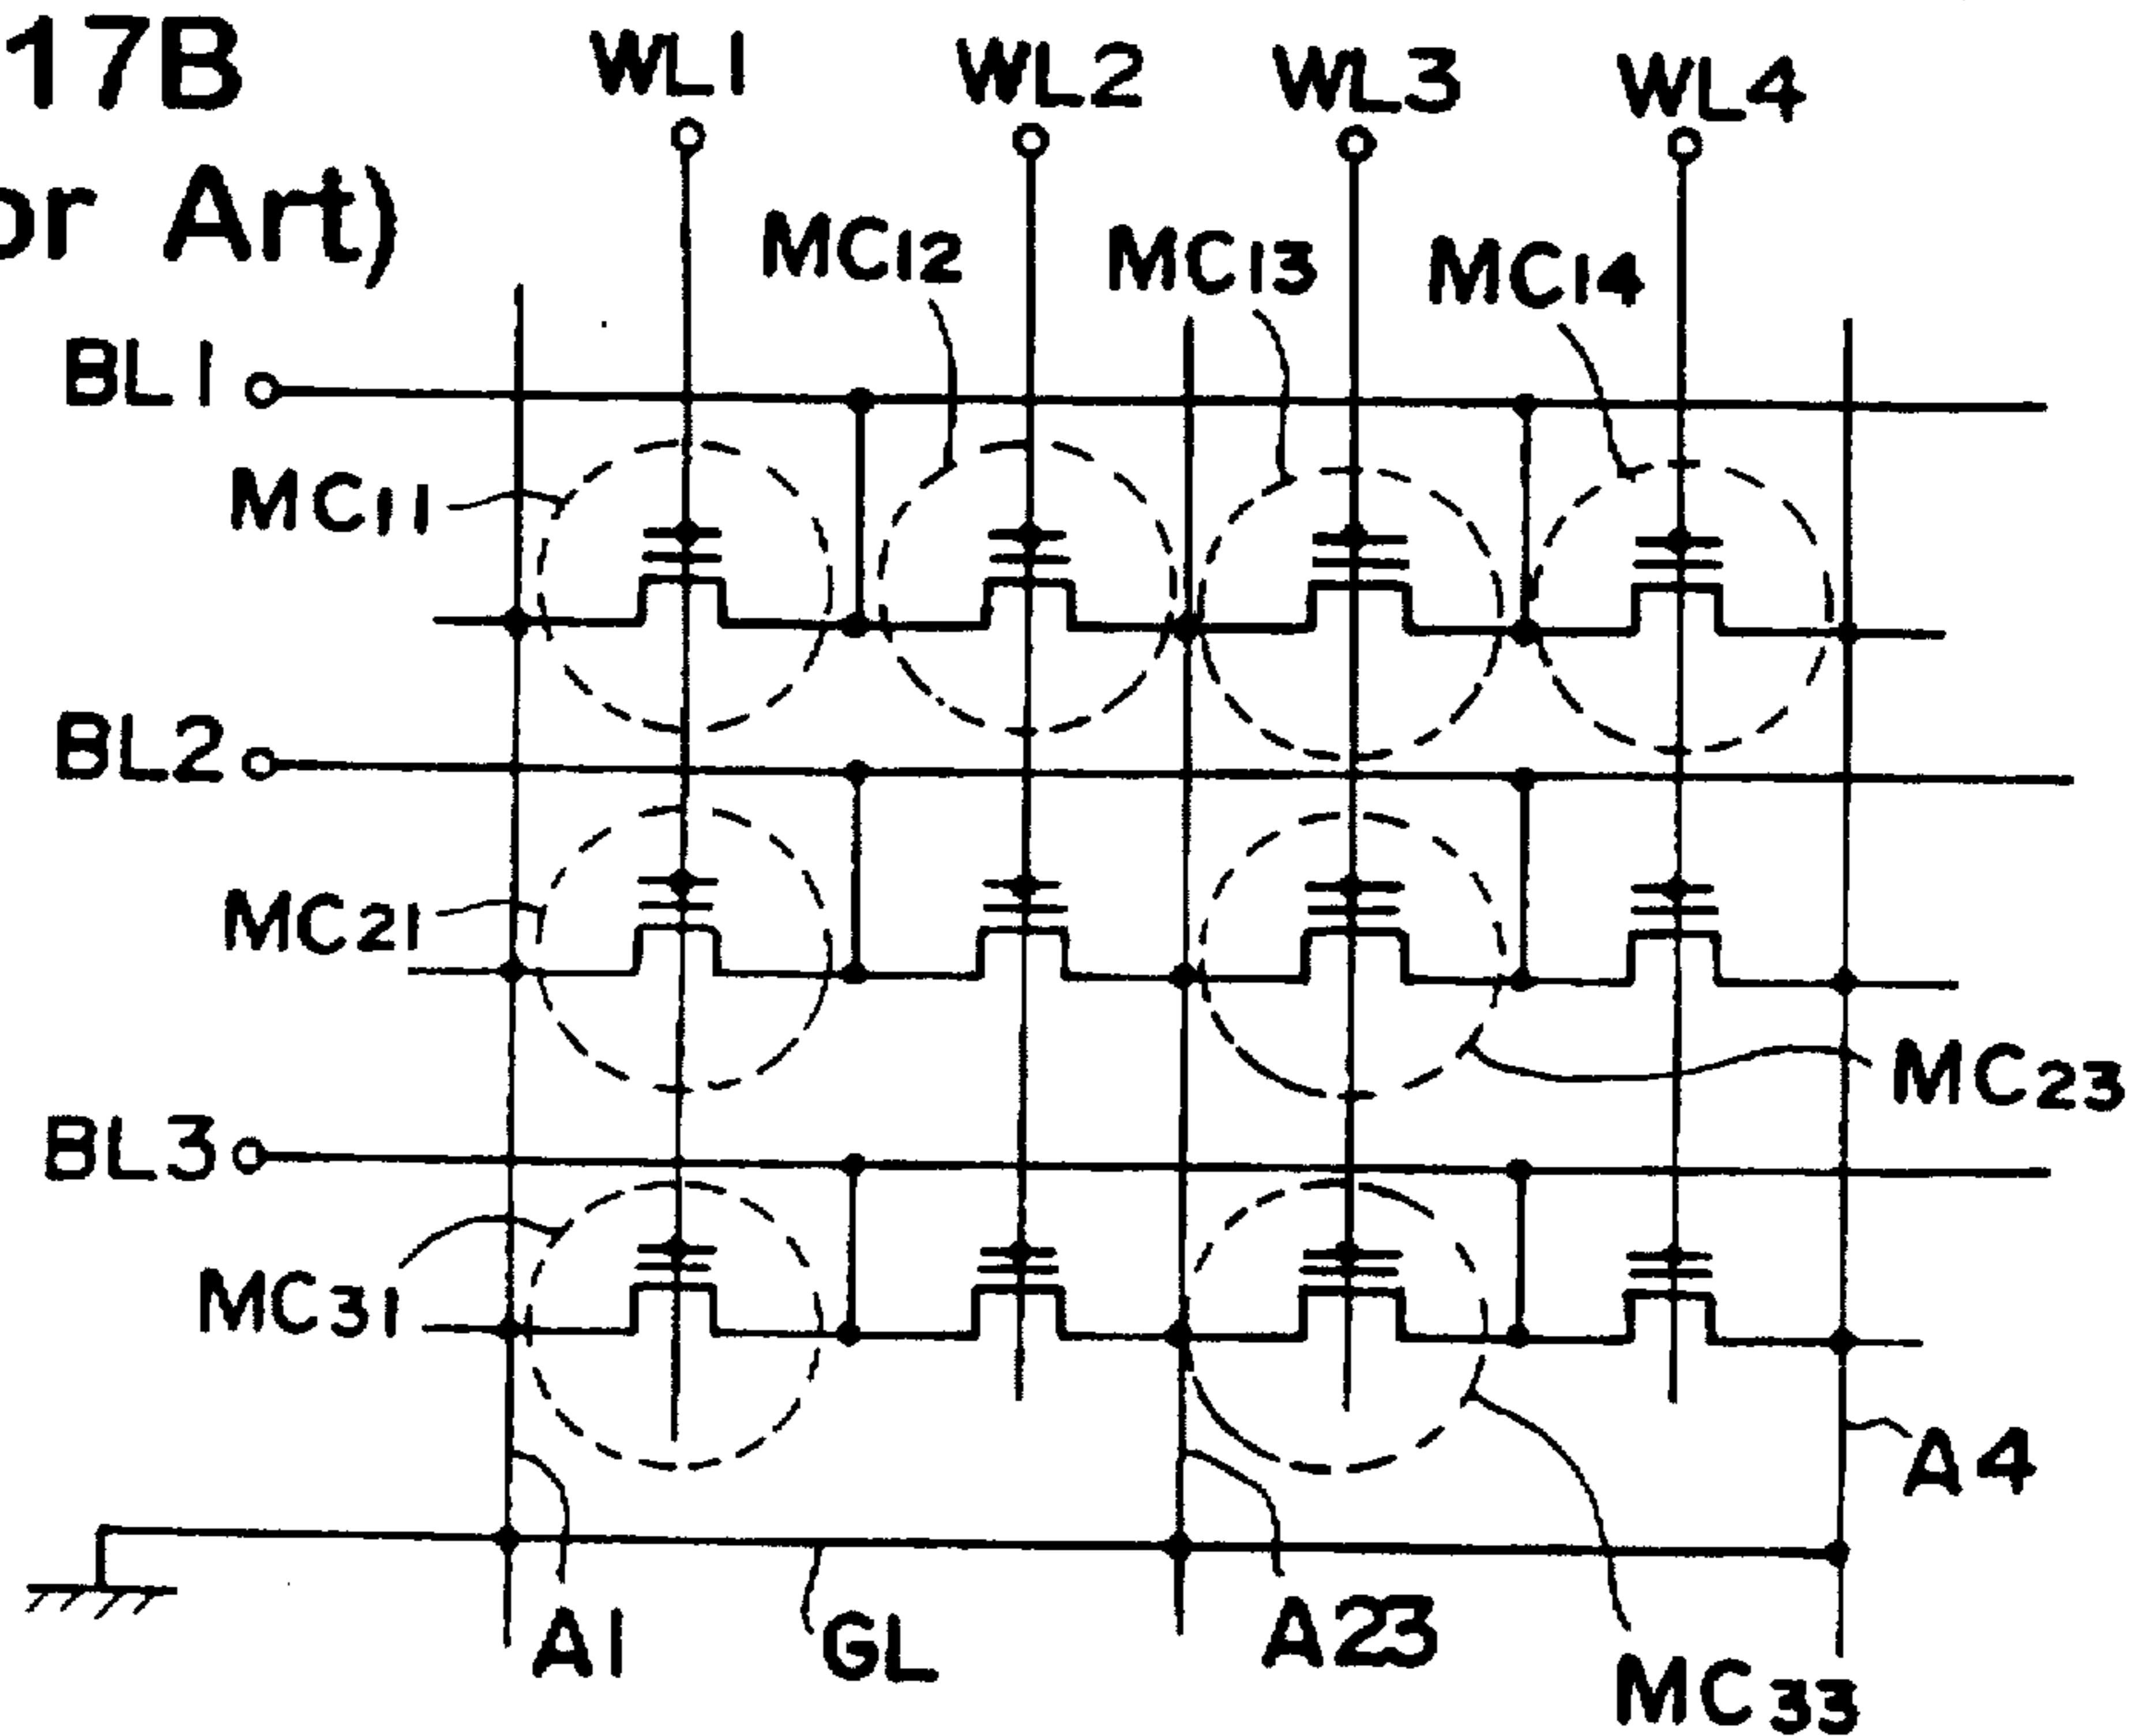 17B
or Art)
WL1
WL2
WL3
WL4
MC12
MC13
MC14
BL1
MC11
BL2
MC21
MC23
BL3
MC31
A4
A1
GL
A23
MC33